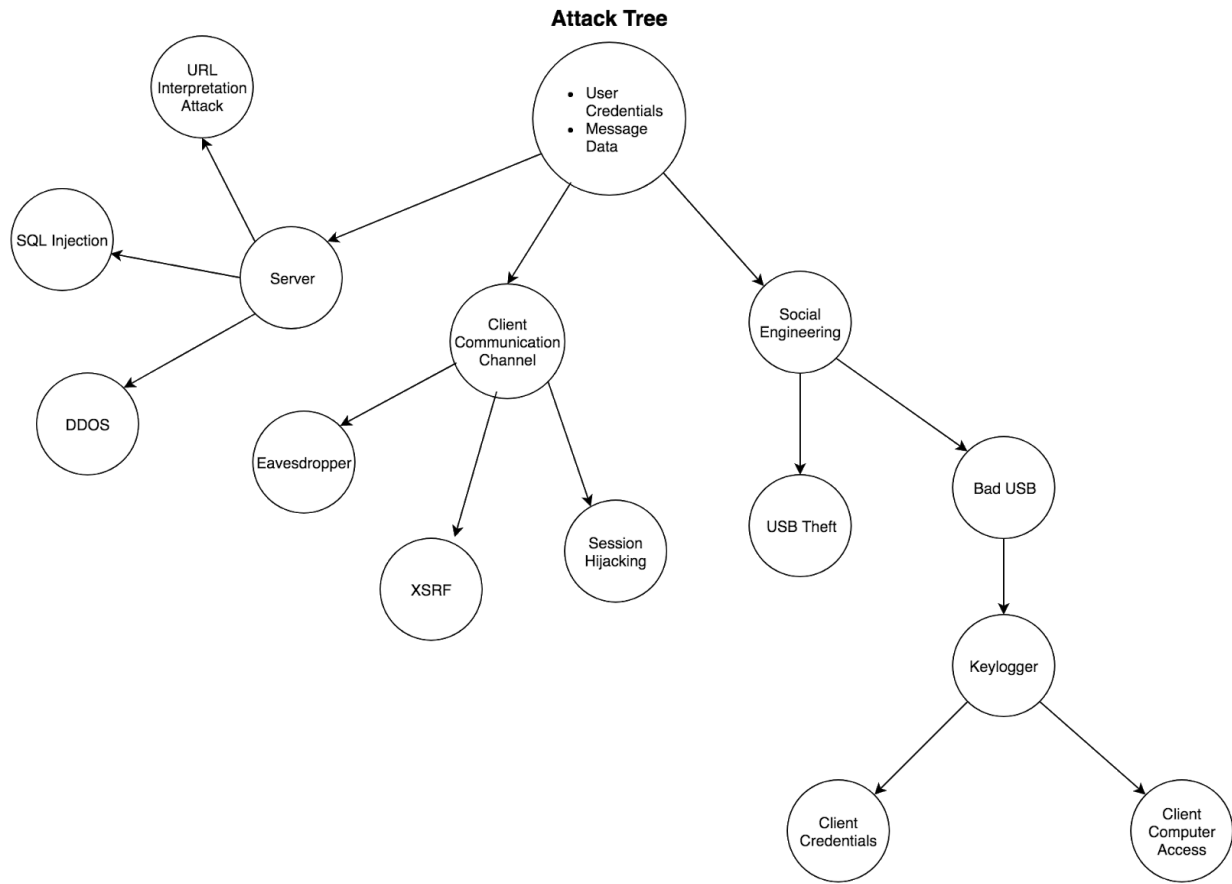 Attack Tree
• User
Credentials
• Message
Data
URL
Interpretation
Attack
SQL Injection
Server
DDOS
Client
Communication
Channel
Eavesdropper
XSRF
Session
Hijacking
Social
Engineering
USB Theft
Bad USB
Keylogger
Client
Credentials
Client
Computer
Access